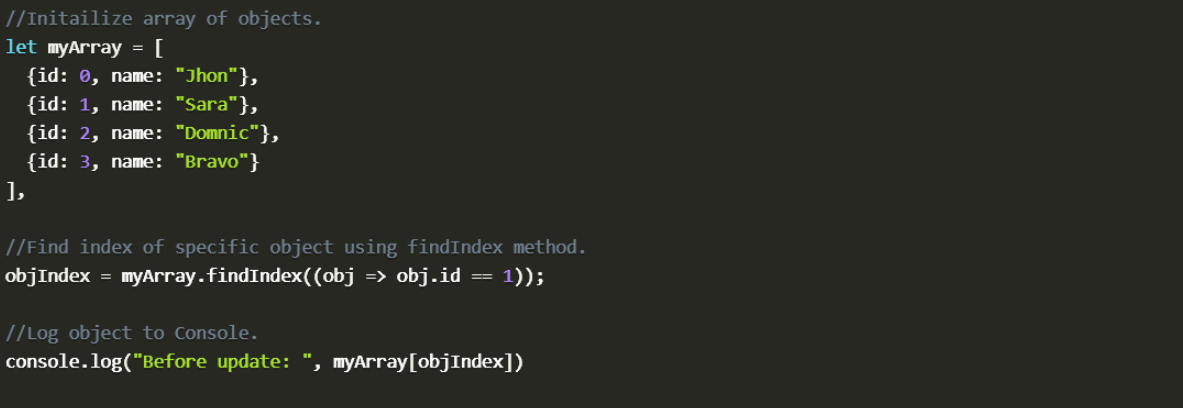 //Initailize array of objects.
let myArray = [
  {id: 0, name: "Jhon"},
  {id: 1, name: "Sara"},
  {id: 2, name: "Domnic"},
  {id: 3, name: "Bravo"}
],
//Find index of specific object using findIndex method.
objIndex = myArray.findIndex((obj => obj.id == 1));
//Log object to Console.
console.log("Before update: ", myArray[objIndex])